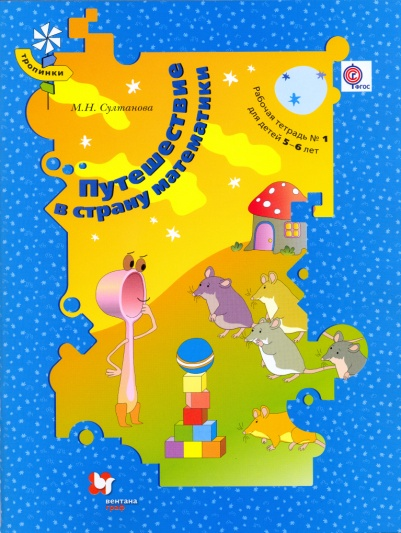 тропинки
М.Н. Султанова
ФГОС
Рабочая тетрадь № 1
для детей 5–6 лет
Путешествие
в страну математики
вентана
граф